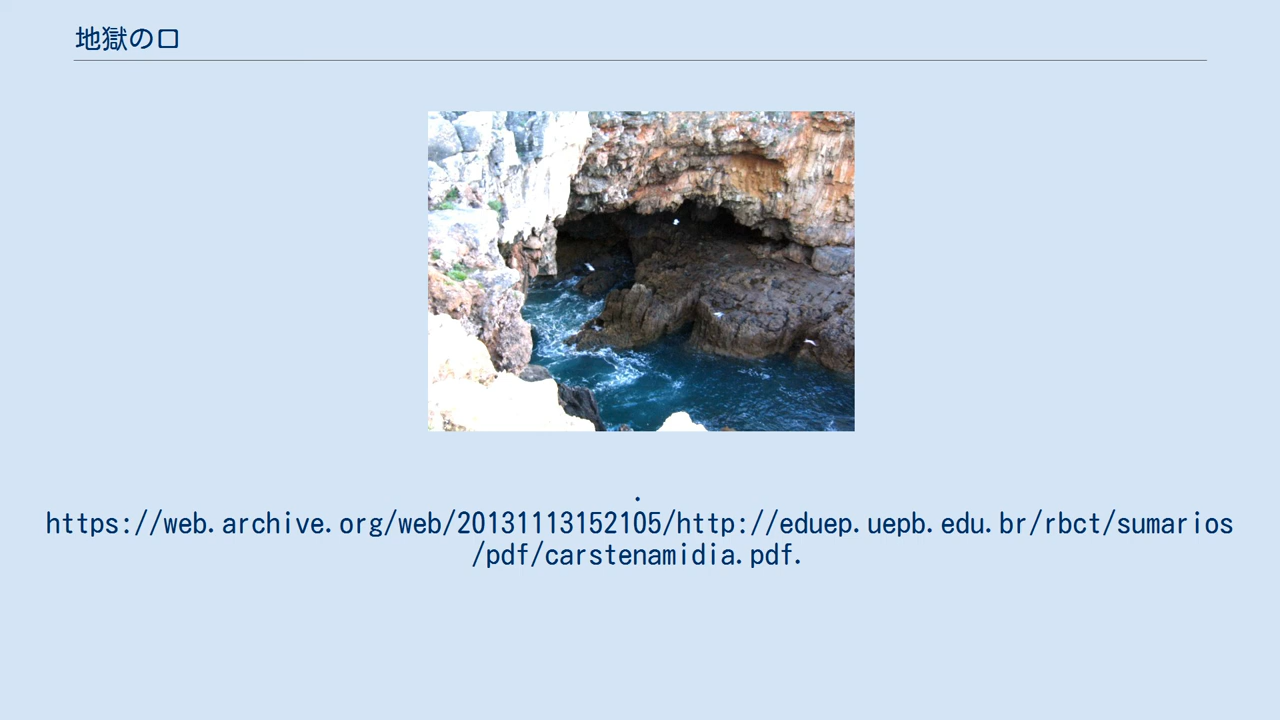 地獄の口
.
https://web.archive.org/web/20131113152105/http://eduep.uepb.edu.br/rbct/sumarios
/pdf/carstenamidia.pdf.